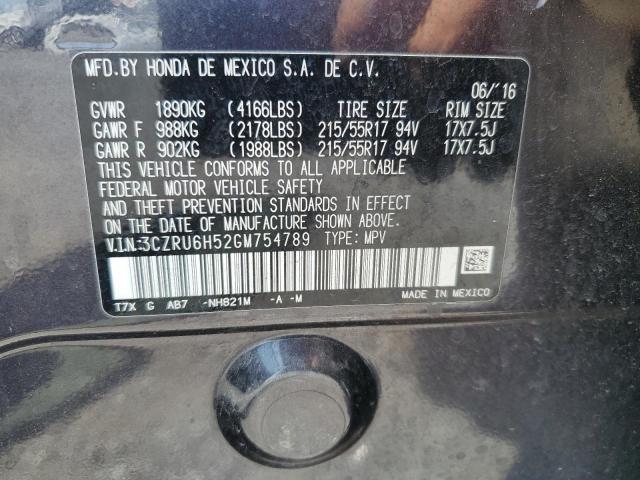 MFD.BY HONDA DE MEXICO S.A. DE C.V.
06/'16
GVWR 1890KG (4166LBS) TIRE SIZE RIM SIZE
GAWR F 988KG (2178LBS) 215/55R17 94V 17X7.5J
GAWR R 902KG (1988LBS) 215/55R17 94V 17X7.5J
THIS VEHICLE CONFORMS TO ALL APPLICABLE
FEDERAL MOTOR VEHICLE SAFETY
AND THEFT PREVENTION STANDARDS IN EFFECT
ON THE DATE OF MANUFACTURE SHOWN ABOVE.
V.I.N:3CZRU6H52GM754789 TYPE: MPV
T7X G AB7 -NH821M -A -M MADE IN MEXICO